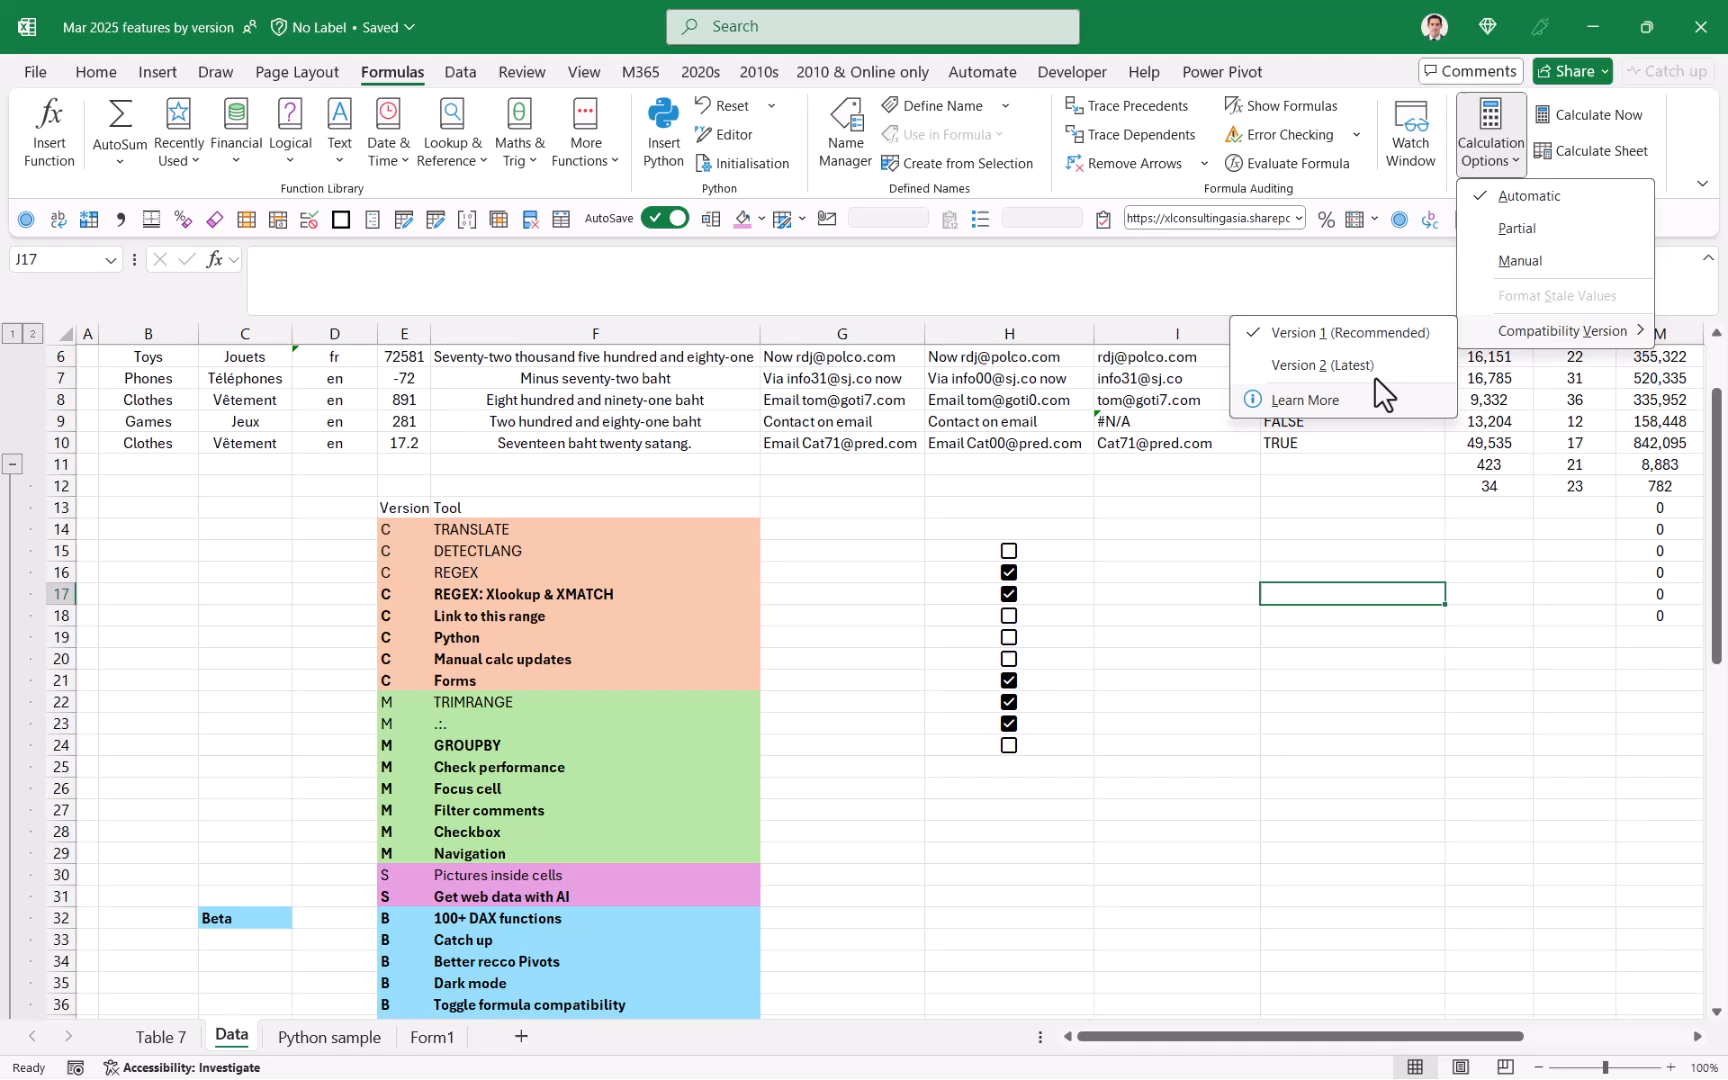 Mar 2025 features by version No Label • Saved Search
File Home Insert Draw Page Layout Formulas Data Review View M365 2020s 2010s 2010 & Online only Automate Developer Help Power Pivot Comments Share Catch up
Insert Function
AutoSum
Recently Used
Financial
Logical
Text
Date & Time
Lookup & Reference
Maths & Trig
More Functions
Function Library
Insert Python
Reset
Editor
Initialisation
Python
Name Manager
Define Name
Use in Formula
Create from Selection
Defined Names
Trace Precedents
Trace Dependents
Remove Arrows
Show Formulas
Error Checking
Evaluate Formula
Formula Auditing
Watch Window
Calculation Options
Calculate Now
Calculate Sheet
Automatic
Partial
Manual
Format Stale Values
Compatibility Version
Version 1 (Recommended)
Version 2 (Latest)
Learn More
AutoSave https://xlconsultingasia.sharepc
J17 fx
1 2 A B C D E F G H I M
6 Toys Jouets fr 72581 Seventy-two thousand five hundred and eighty-one Now rdj@polco.com Now rdj@polco.com rdj@polco.com 16,151 22 355,322
7 Phones Téléphones en -72 Minus seventy-two baht Via info31@sj.co now Via info00@sj.co now info31@sj.co 16,785 31 520,335
8 Clothes Vêtement en 891 Eight hundred and ninety-one baht Email tom@goti7.com Email tom@goti0.com tom@goti7.com 9,332 36 335,952
9 Games Jeux en 281 Two hundred and eighty-one baht Contact on email Contact on email #N/A FALSE 13,204 12 158,448
10 Clothes Vêtement en 17.2 Seventeen baht twenty satang. Email Cat71@pred.com Email Cat00@pred.com Cat71@pred.com TRUE 49,535 17 842,095
11 423 21 8,883
12 34 23 782
13 Version Tool 0
14 C TRANSLATE 0
15 C DETECTLANG 0
16 C REGEX 0
17 C REGEX: Xlookup & XMATCH 0
18 C Link to this range 0
19 C Python
20 C Manual calc updates
21 C Forms
22 M TRIMRANGE
23 M .:.
24 M GROUPBY
25 M Check performance
26 M Focus cell
27 M Filter comments
28 M Checkbox
29 M Navigation
30 S Pictures inside cells
31 S Get web data with AI
32 Beta B 100+ DAX functions
33 B Catch up
34 B Better recco Pivots
35 B Dark mode
36 B Toggle formula compatibility
Table 7 Data Python sample Form1
Ready Accessibility: Investigate 100%